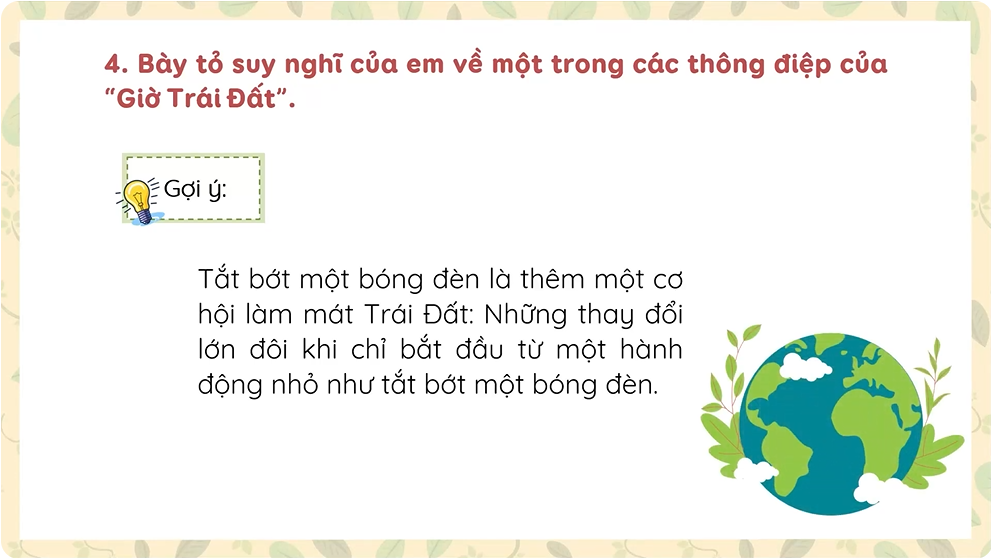 4. Bày tỏ suy nghĩ của em về một trong các thông điệp của
“Giờ Trái Đất”.
Gợi ý:
Tắt bớt một bóng đèn là thêm một cơ
hội làm mát Trái Đất: Những thay đổi
lớn đôi khi chỉ bắt đầu từ một hành
động nhỏ như tắt bớt một bóng đèn.